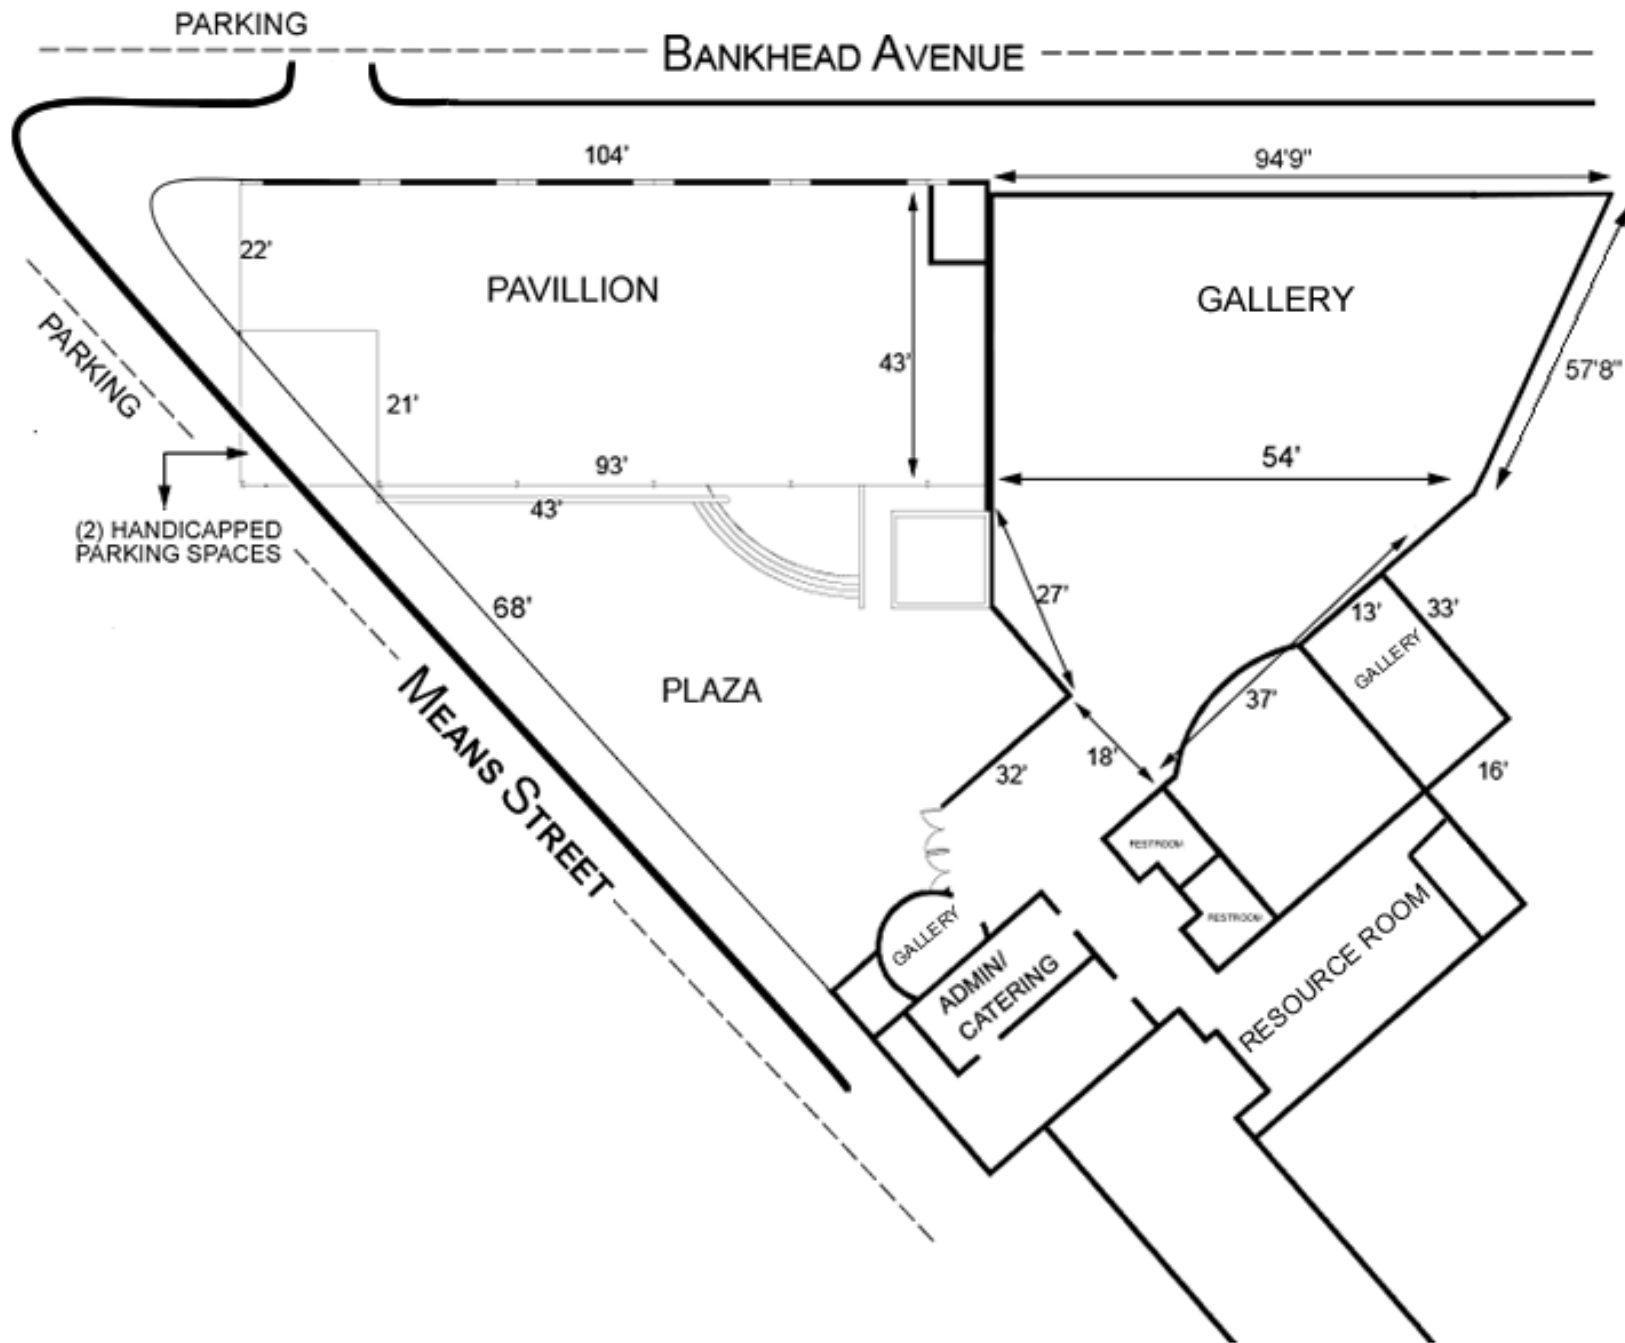 PARKING
BANKHEAD AVENUE
104'
94'9"
22'
PAVILLION
GALLERY
PARKING
43'
57'8"
21'
93'
54'
43'
(2) HANDICAPPED
PARKING SPACES
68'
27'
13'
33'
GALLERY
PLAZA
37'
MEANS STREET
18'
32'
16'
RESTROOM
RESTROOM
GALLERY
ADMIN/
CATERING
RESOURCE ROOM